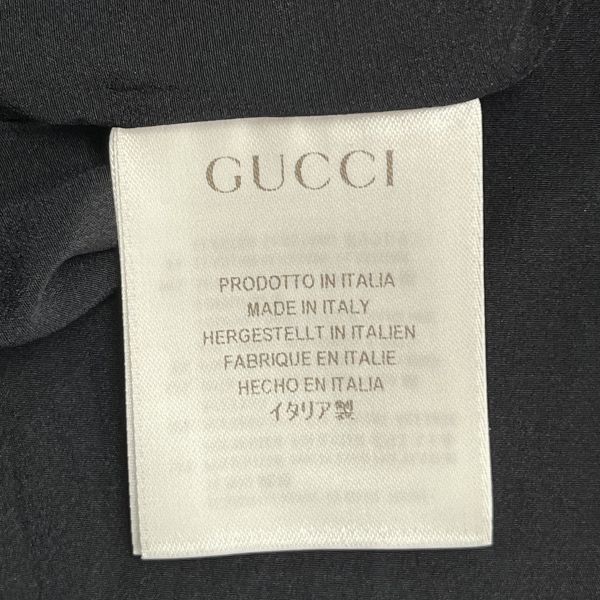 GUCCI
PRODOTTO IN ITALIA
MADE IN ITALY
HERGESTELLT IN ITALIEN
FABRIQUE EN ITALIE
HECHO EN ITALIA
イタリア製